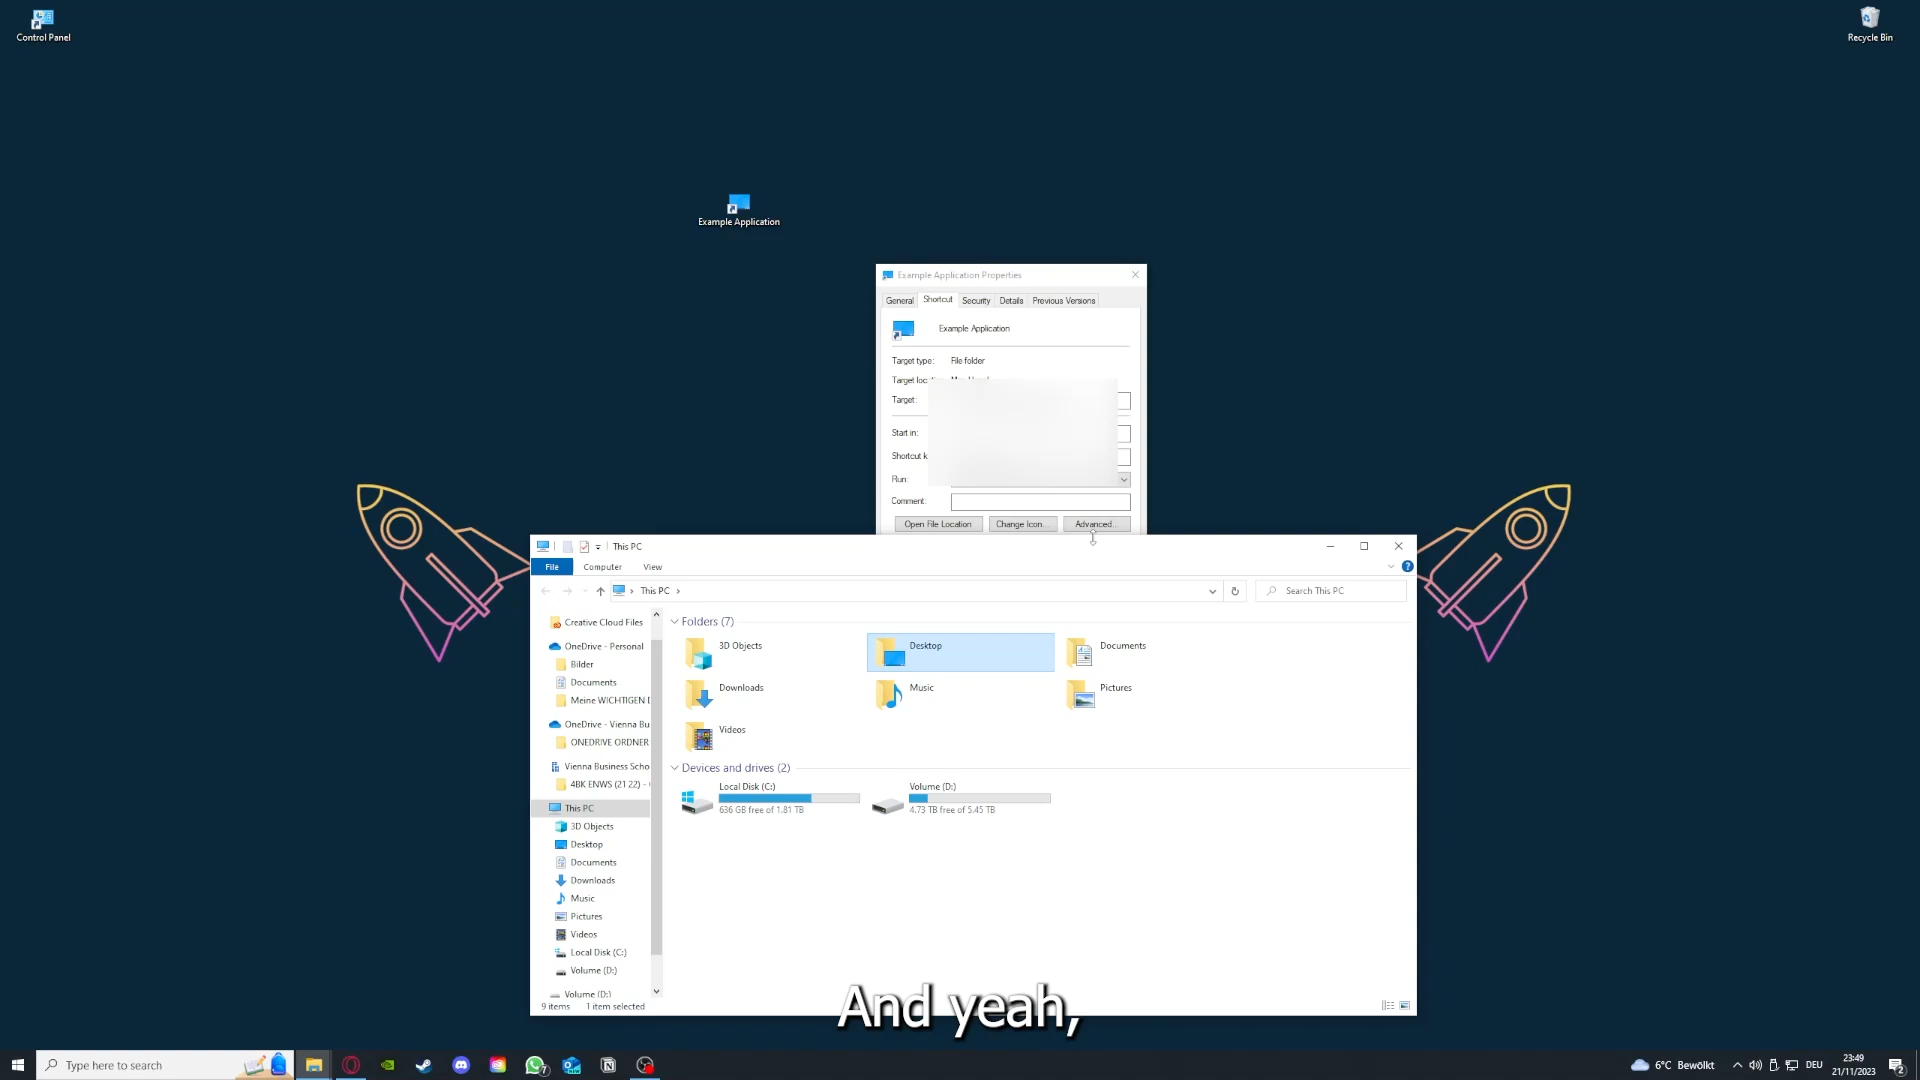 Control Panel
Recycle Bin
Example Application
Example Application Properties
General
Shortcut
Security
Details
Previous Versions
Example Application
Target type:
File folder
Target
Target:
Start in:
Shortcut
Run:
Comment:
Open File Location
Change Icon...
Advanced...
This PC
File
Computer
View
This PC
Search This PC
Creative Cloud Files
OneDrive - Personal
Bilder
Documents
Meine WICHTIGEN
OneDrive - Vienna Bu
ONEDRIVE ORDNER
Vienna Business Scho
4BK ENWS (21 22) -
This PC
3D Objects
Desktop
Documents
Downloads
Music
Pictures
Videos
Local Disk (C:)
Volume (D:)
Volume (D:)
Folders (7)
3D Objects
Desktop
Documents
Downloads
Music
Pictures
Videos
Devices and drives (2)
Local Disk (C:)
636 GB free of 1.81 TB
Volume (D:)
4.73 TB free of 5.45 TB
9 items
1 item selected
And yeah,
Type here to search
7
6°C Bewölkt
DEU
23:49
21/11/2023
2